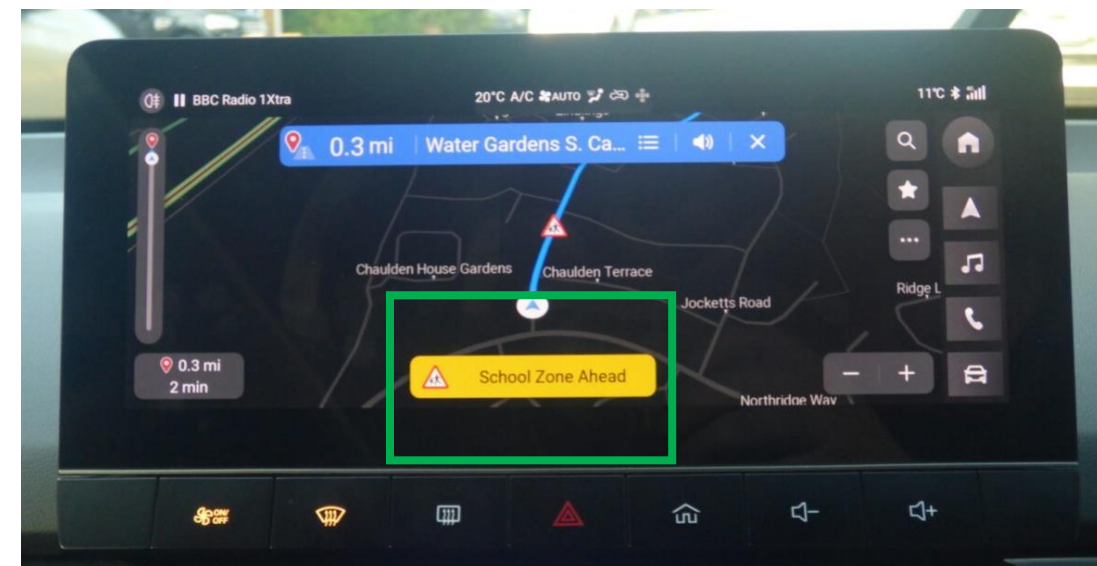 BBC Radio 1Xtra
20°C A/C AUTO
11°C
0.3 mi
Water Gardens S. Ca...
Chaulden House Gardens
Chaulden Terrace
Jocketts Road
Ridge L
0.3 mi
2 min
School Zone Ahead
Northridge Way
ON/
OFF